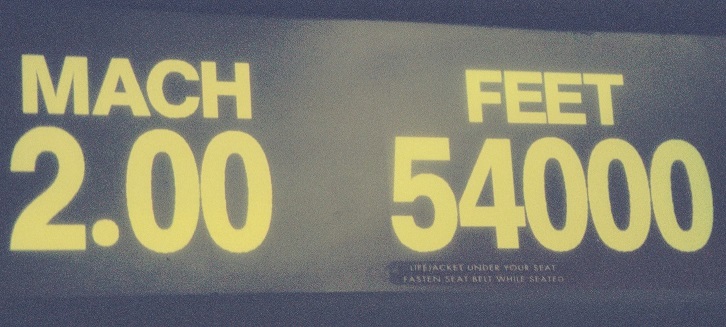 MACH
2.00
FEET
54000
LIFEJACKET UNDER YOUR SEAT
FASTEN SEAT BELT WHILE SEATED